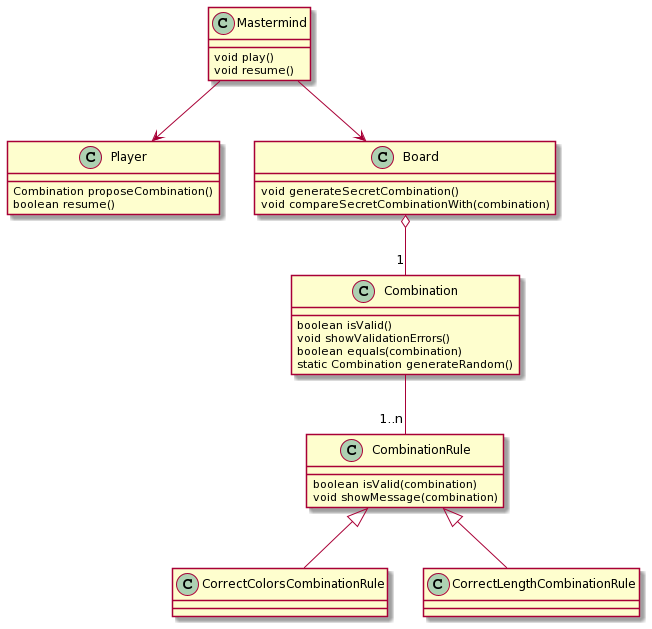 C Mastermind
void play()
void resume()
C Player
Combination proposeCombination()
boolean resume()
C Board
void generateSecretCombination()
void compareSecretCombinationWith(combination)
1
C Combination
boolean isValid()
void showValidationErrors()
boolean equals(combination)
static Combination generateRandom()
1..n
C CombinationRule
boolean isValid(combination)
void showMessage(combination)
C CorrectColorsCombinationRule
C CorrectLengthCombinationRule